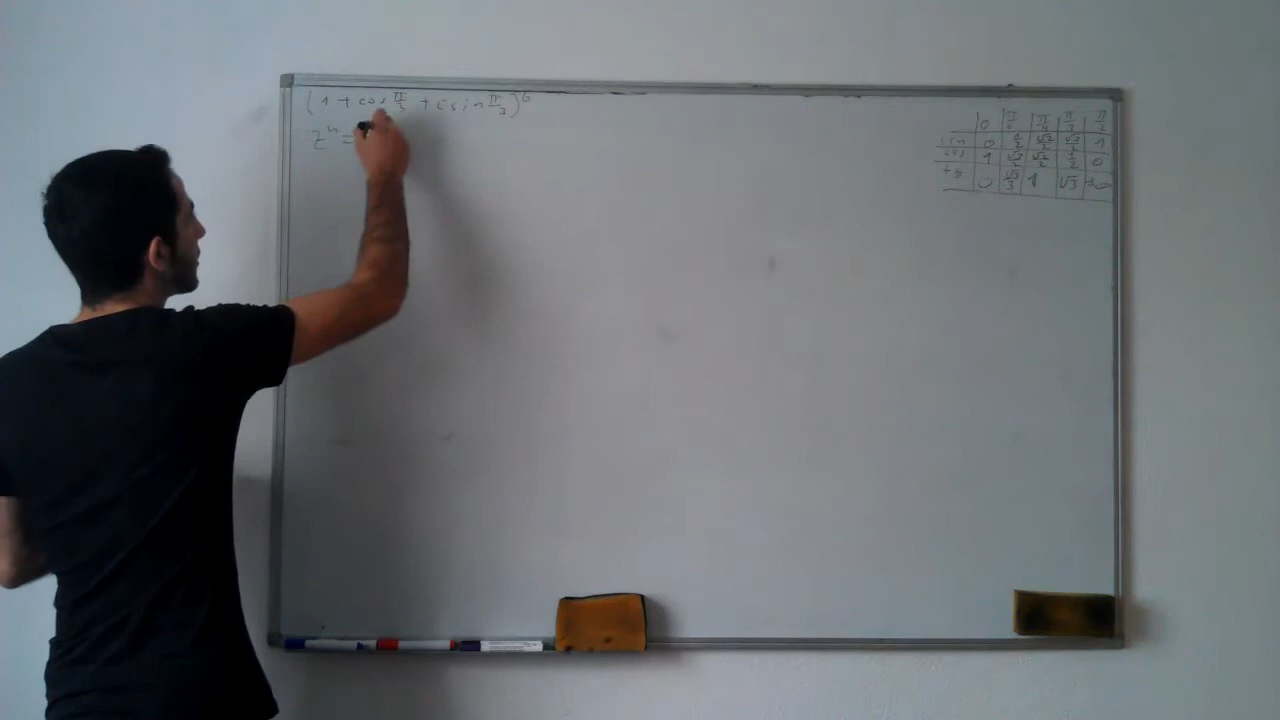 (1 + cos π/3 + i sin π/3)^6
z^n =
0 π/6 π/4 π/3 π/2
sin 0 1/2 √2/2 √3/2 1
cos 1 √3/2 √2/2 1/2 0
tg 0 √3/3 1 √3 ±∞